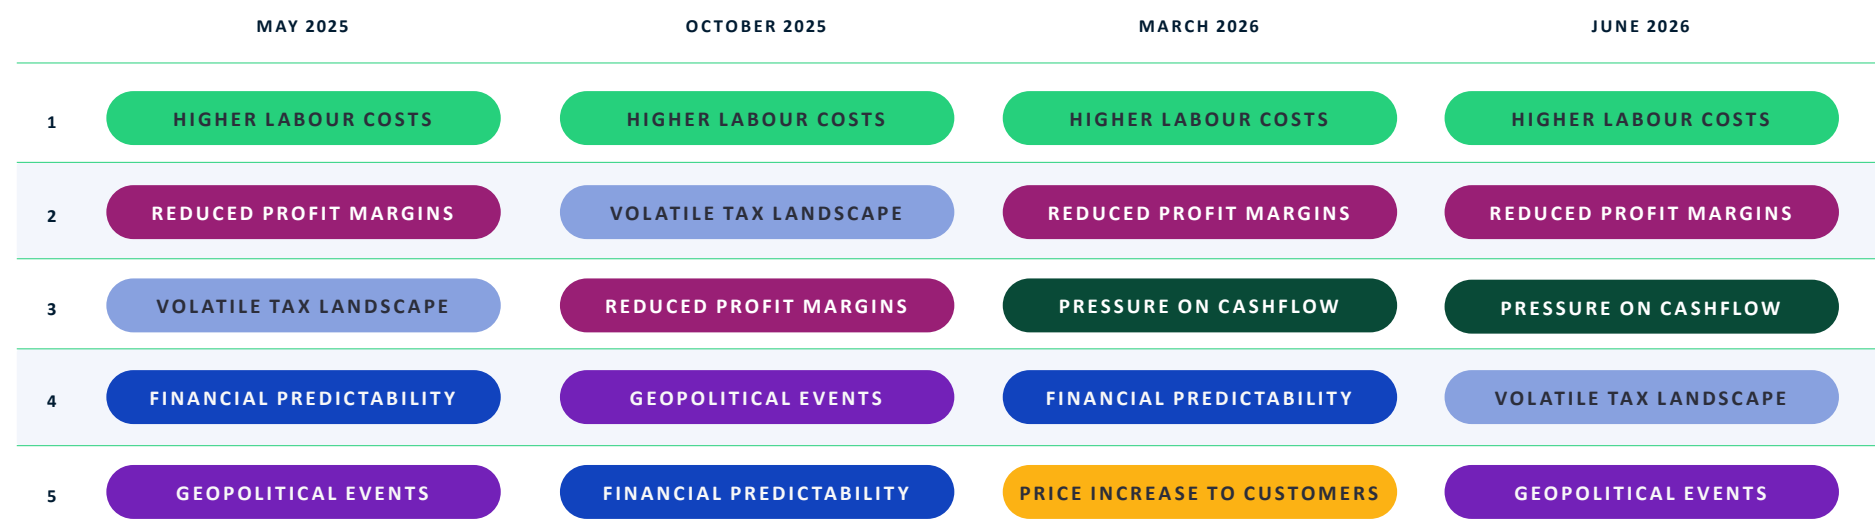 MAY 2025 OCTOBER 2025 MARCH 2026 JUNE 2026
1 HIGHER LABOUR COSTS HIGHER LABOUR COSTS HIGHER LABOUR COSTS HIGHER LABOUR COSTS
2 REDUCED PROFIT MARGINS VOLATILE TAX LANDSCAPE REDUCED PROFIT MARGINS REDUCED PROFIT MARGINS
3 VOLATILE TAX LANDSCAPE REDUCED PROFIT MARGINS PRESSURE ON CASHFLOW PRESSURE ON CASHFLOW
4 FINANCIAL PREDICTABILITY GEOPOLITICAL EVENTS FINANCIAL PREDICTABILITY VOLATILE TAX LANDSCAPE
5 GEOPOLITICAL EVENTS FINANCIAL PREDICTABILITY PRICE INCREASE TO CUSTOMERS GEOPOLITICAL EVENTS